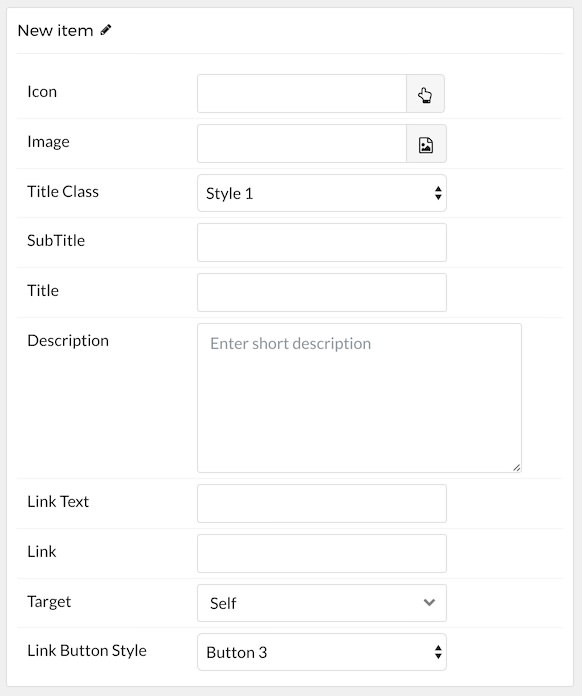 New item
Icon
Image
Title Class
Style 1
SubTitle
Title
Description
Enter short description
Link Text
Link
Target
Self
Link Button Style
Button 3